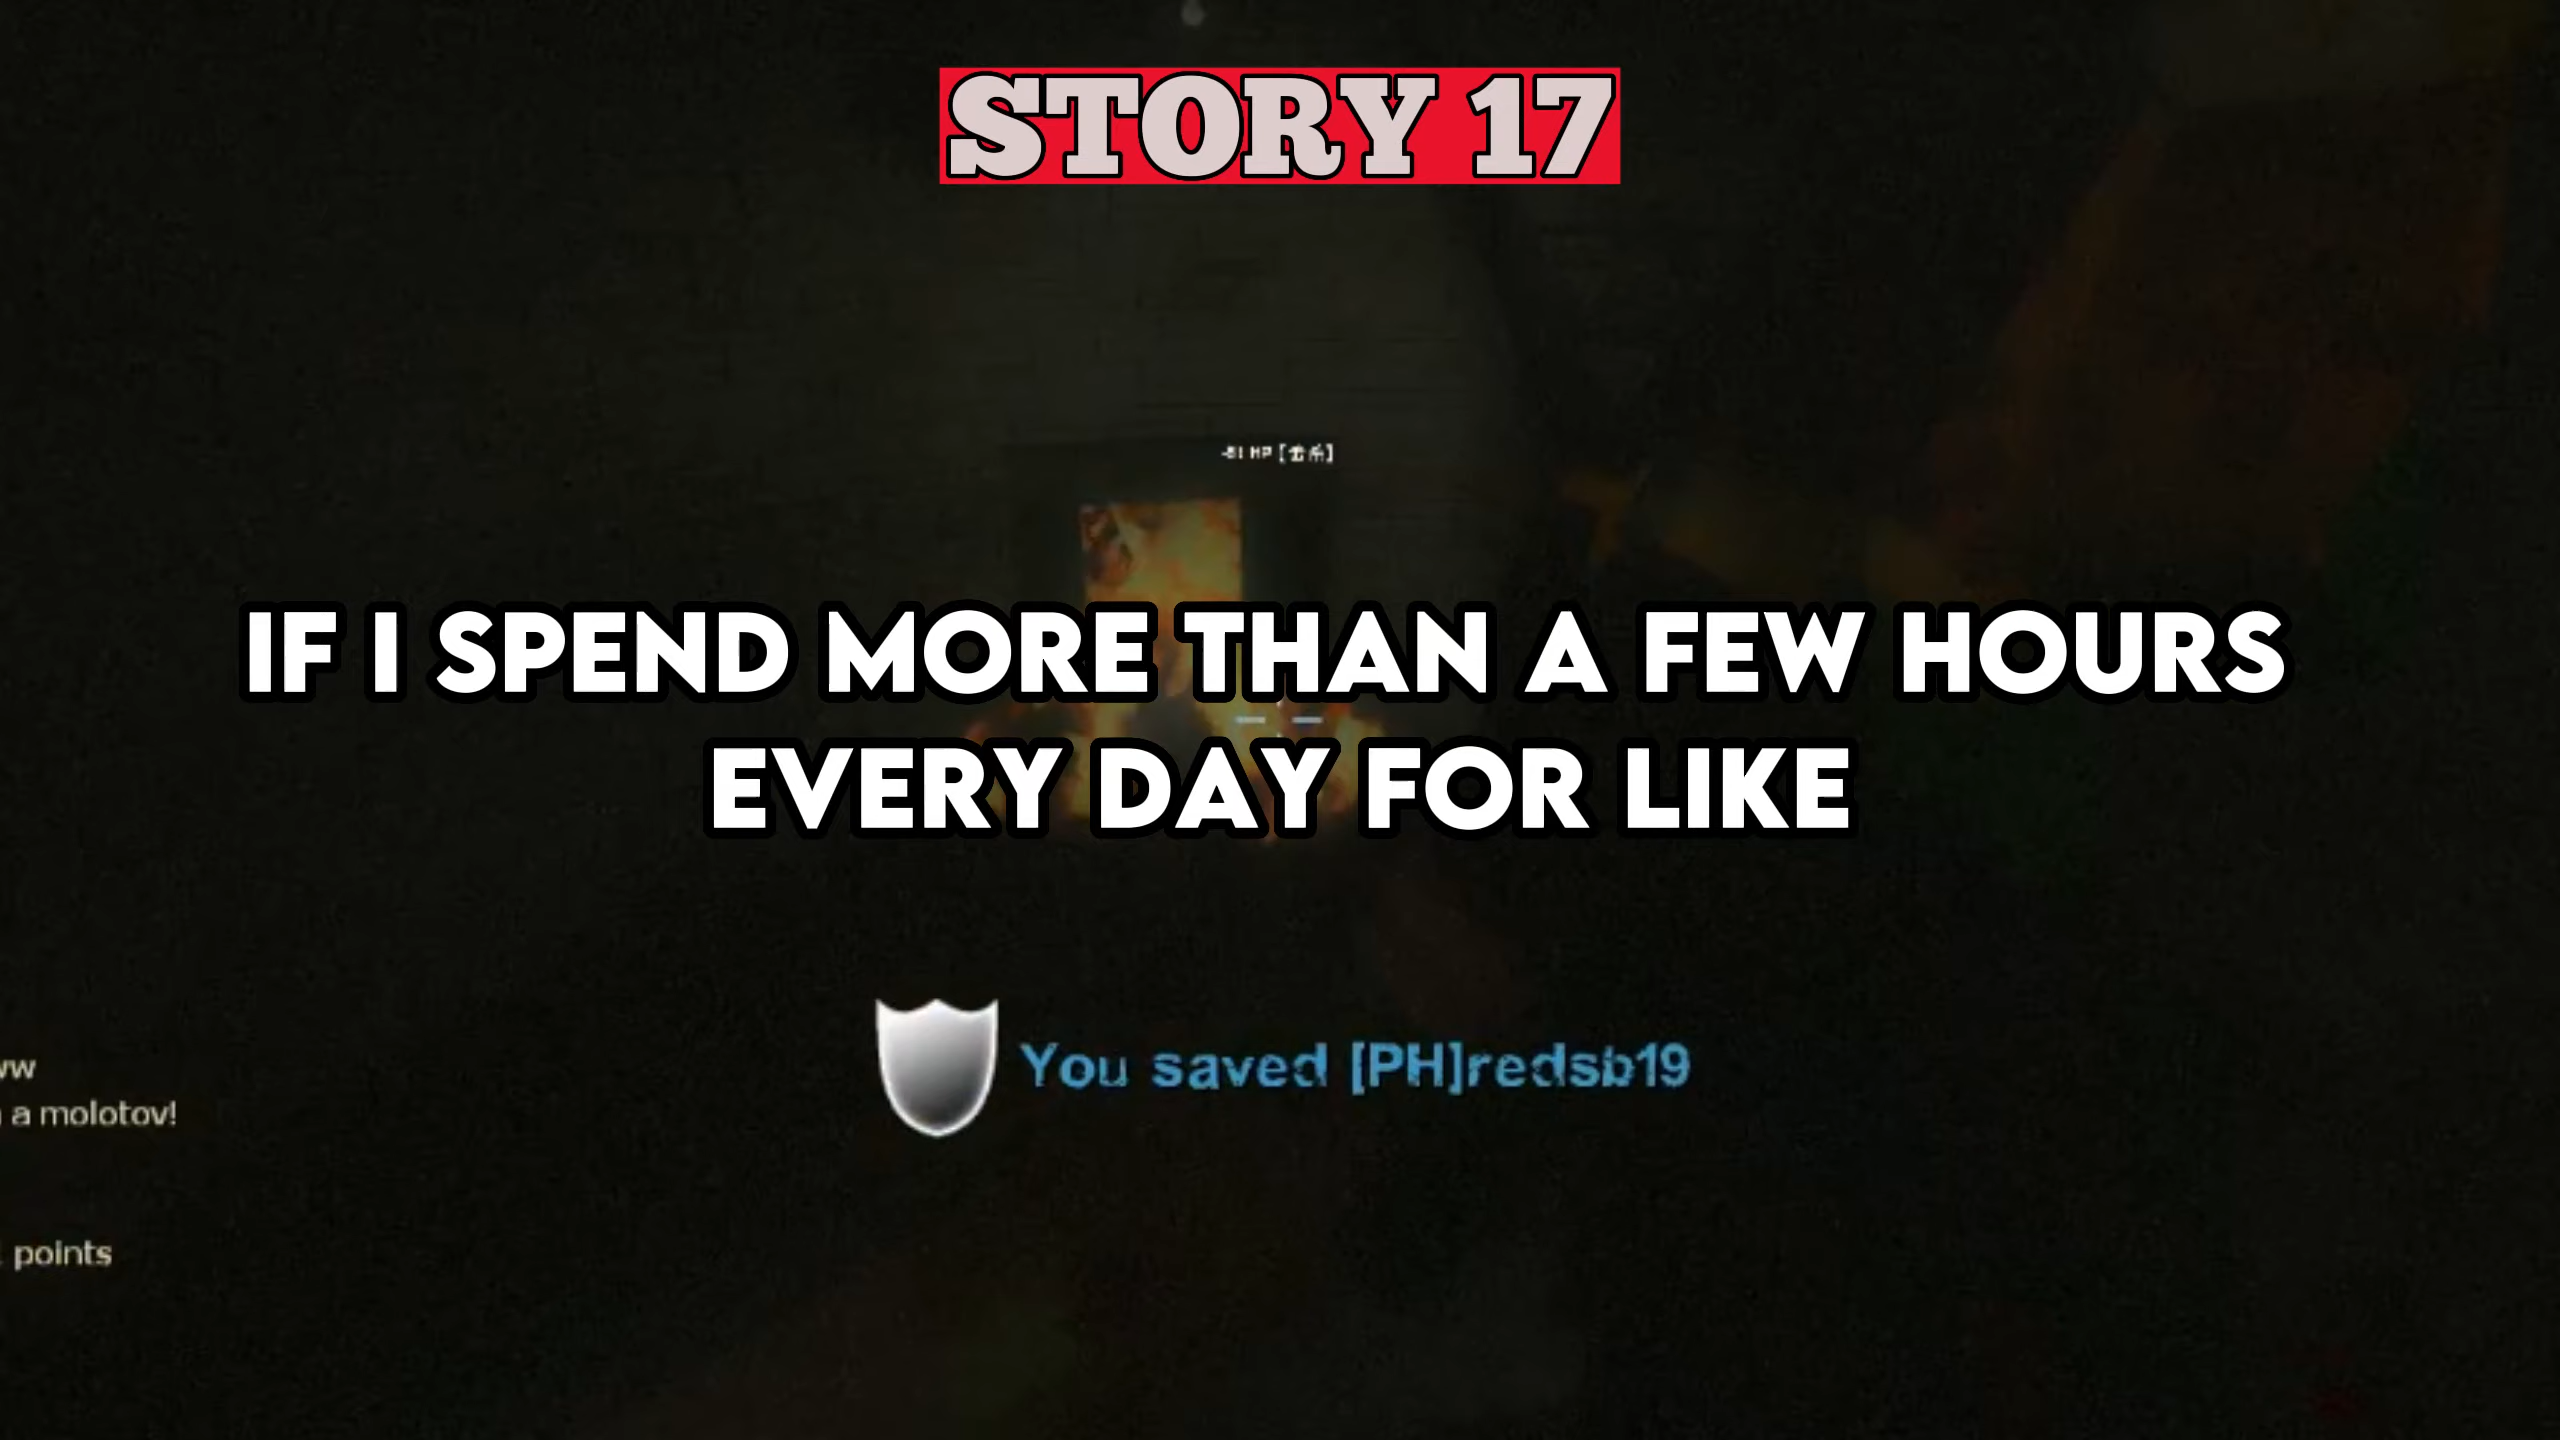 STORY 17
IF I SPEND MORE THAN A FEW HOURS
EVERY DAY FOR LIKE
You saved [PH]redsb19
a molotov!
points